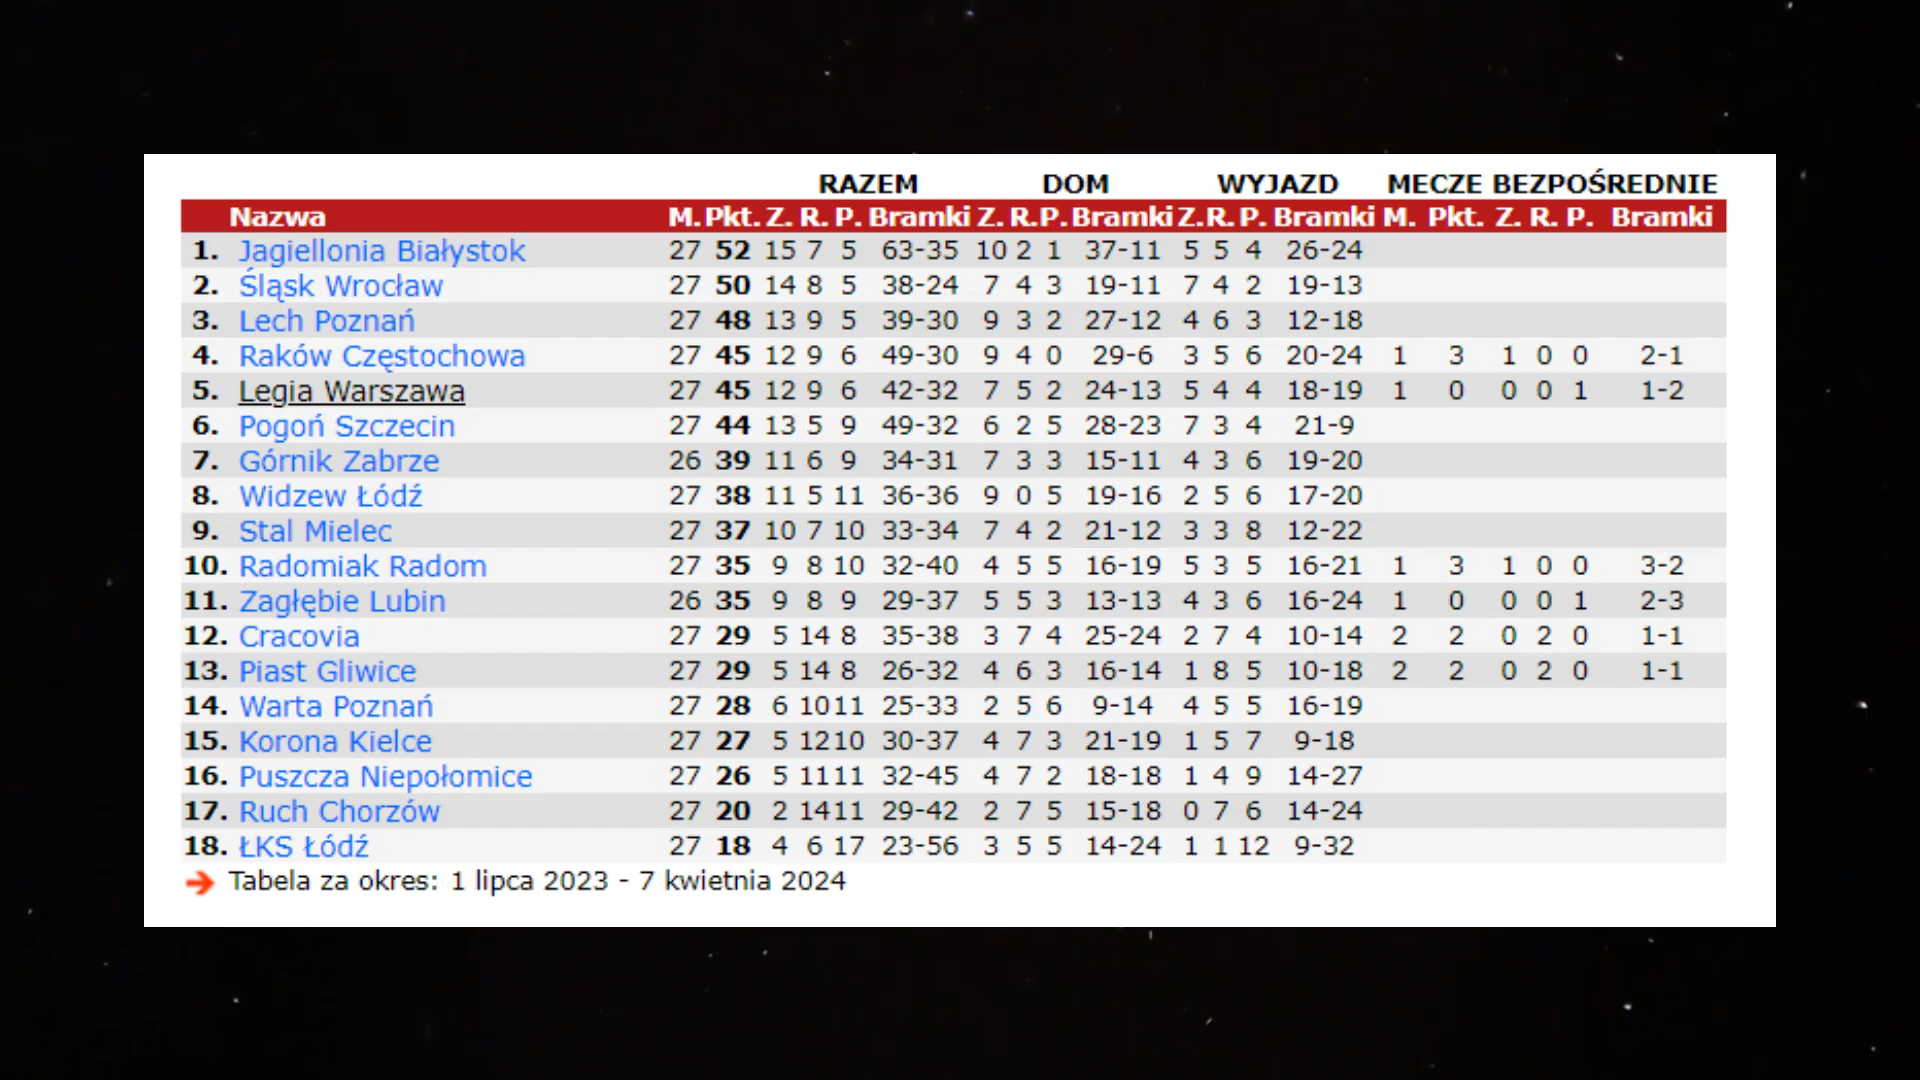 RAZEM DOM WYJAZD MECZE BEZPOŚREDNIE
Nazwa M. Pkt. Z. R. P. Bramki Z. R. P. Bramki Z. R. P. Bramki M. Pkt. Z. R. P. Bramki
1. Jagiellonia Białystok 27 52 15 7 5 63-35 10 2 1 37-11 5 5 4 26-24
2. Śląsk Wrocław 27 50 14 8 5 38-24 7 4 3 19-11 7 4 2 19-13
3. Lech Poznań 27 48 13 9 5 39-30 9 3 2 27-12 4 6 3 12-18
4. Raków Częstochowa 27 45 12 9 6 49-30 9 4 0 29-6 3 5 6 20-24 1 3 1 0 0 2-1
5. Legia Warszawa 27 45 12 9 6 42-32 7 5 2 24-13 5 4 4 18-19 1 0 0 0 1 1-2
6. Pogoń Szczecin 27 44 13 5 9 49-32 6 2 5 28-23 7 3 4 21-9
7. Górnik Zabrze 26 39 11 6 9 34-31 7 3 3 15-11 4 3 6 19-20
8. Widzew Łódź 27 38 11 5 11 36-36 9 0 5 19-16 2 5 6 17-20
9. Stal Mielec 27 37 10 7 10 33-34 7 4 2 21-12 3 3 8 12-22
10. Radomiak Radom 27 35 9 8 10 32-40 4 5 5 16-19 5 3 5 16-21 1 3 1 0 0 3-2
11. Zagłębie Lubin 26 35 9 8 9 29-37 5 5 3 13-13 4 3 6 16-24 1 0 0 0 1 2-3
12. Cracovia 27 29 5 14 8 35-38 3 7 4 25-24 2 7 4 10-14 2 2 0 2 0 1-1
13. Piast Gliwice 27 29 5 14 8 26-32 4 6 3 16-14 1 8 5 10-18 2 2 0 2 0 1-1
14. Warta Poznań 27 28 6 10 11 25-33 2 5 6 9-14 4 5 5 16-19
15. Korona Kielce 27 27 5 12 10 30-37 4 7 3 21-19 1 5 7 9-18
16. Puszcza Niepołomice 27 26 5 11 11 32-45 4 7 2 18-18 1 4 9 14-27
17. Ruch Chorzów 27 20 2 14 11 29-42 2 7 5 15-18 0 7 6 14-24
18. ŁKS Łódź 27 18 4 6 17 23-56 3 5 5 14-24 1 1 12 9-32
Tabela za okres: 1 lipca 2023 - 7 kwietnia 2024